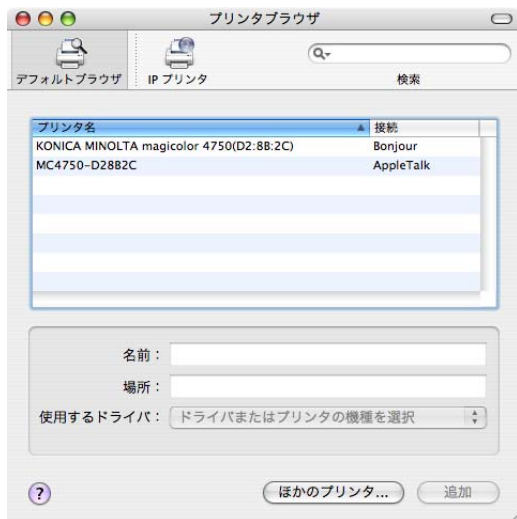 プリンタブラウザ
デフォルトブラウザ
IP プリンタ
検索
プリンタ名 接続
KONICA MINOLTA magicolor 4750(D2:8B:2C) Bonjour
MC4750-D28B2C AppleTalk
名前：
場所：
使用するドライバ： ドライバまたはプリンタの機種を選択
? ほかのプリンタ... 追加